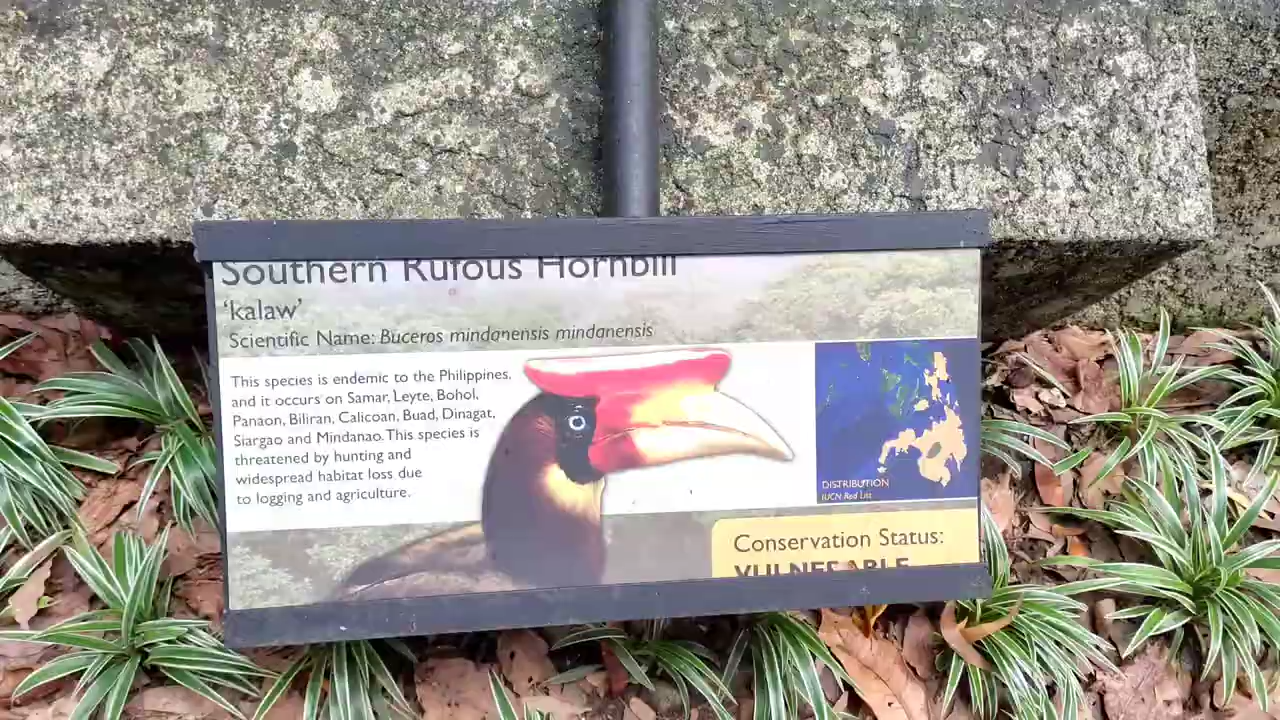 Southern Rufous Hornbill
‘kalaw’
Scientific Name: Buceros mindanensis mindanensis
This species is endemic to the Philippines,
and it occurs on Samar, Leyte, Bohol,
Panaon, Biliran, Calicoan, Buad, Dinagat,
Siargao and Mindanao. This species is
threatened by hunting and
widespread habitat loss due
to logging and agriculture.
DISTRIBUTION
IUCN Red List
Conservation Status:
VULNERABLE